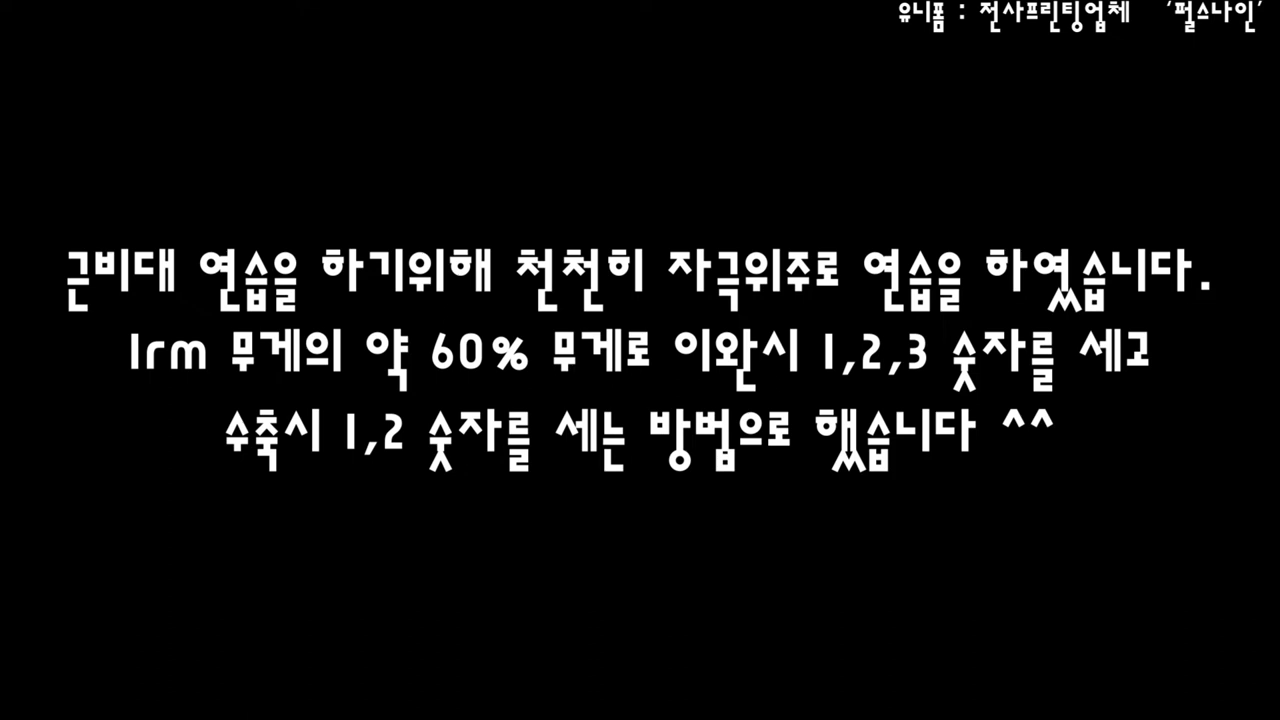 유니폼 : 전사프린팅업체 '펄스나인'
근비대 연습을 하기위해 천천히 자극위주로 연습을 하였습니다.
1rm 무게의 약 60% 무게로 이완시 1,2,3 숫자를 세고
수축시 1,2 숫자를 세는 방법으로 했습니다 ^^